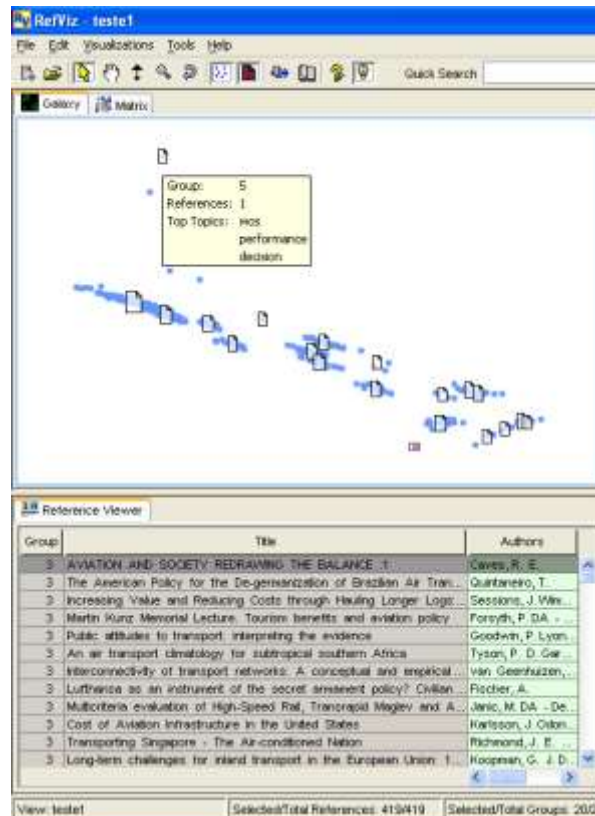 RefViz - teste1
File Edit Visualizations Tools Help
Quick Search
Galaxy Matrix
Group: 5
References: 1
Top Topics: wos
performance
decision
Reference Viewer
Group Title Authors
3 AVIATION AND SOCIETY REDRAWING THE BALANCE .1 Caves, R. E.
3 The American Policy for the De-germanization of Brazilian Air Tran... Quintaneiro, T.
3 Increasing Value and Reducing Costs through Hauling Longer Logs: ... Sessions, J. Wim...
3 Martin Kunz Memorial Lecture. Tourism benefits and aviation policy Forsyth, P. DA - ...
3 Public attitudes to transport: interpreting the evidence Goodwin, P. Lyon...
3 An air transport climatology for subtropical southern Africa Tyson, P. D. Gar...
3 Interconnectivity of transport networks: A conceptual and empirical ... van Geenhuizen, ...
3 Lufthansa as an instrument of the secret armament policy? Civilian ... Fischer, A.
3 Multicriteria evaluation of High-Speed Rail, Transrapid Maglev and A... Janic, M. DA - De...
3 Cost of Aviation Infrastructure in the United States Karlsson, J. Odon...
3 Transporting Singapore - The Air-conditioned Nation Richmond, J. E. ...
3 Long-term challenges for inland transport in the European Union: 1... Koopman, G. J. D...
View: teste1 Selected/Total References: 419/419 Selected/Total Groups: 20/2